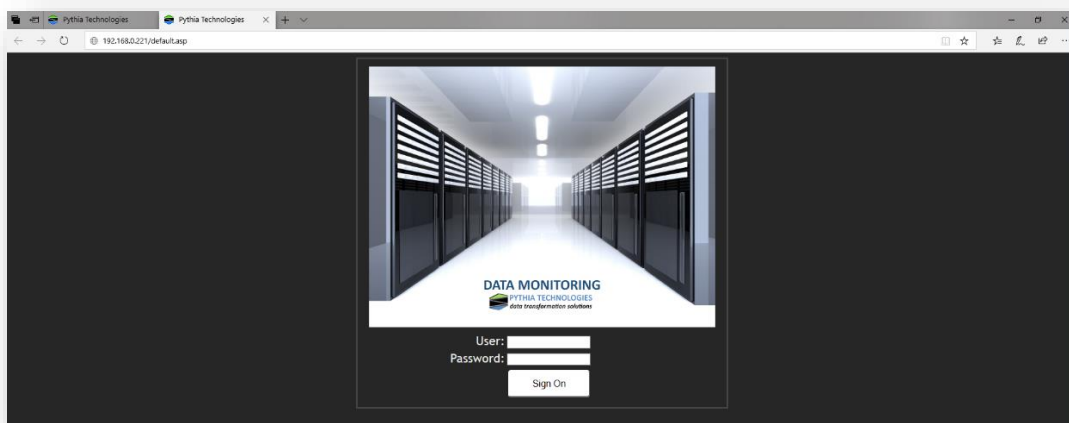 Pythia Technologies
Pythia Technologies
192.168.0.221/default.asp
DATA MONITORING
PYTHIA TECHNOLOGIES
data transformation solutions
User:
Password:
Sign On